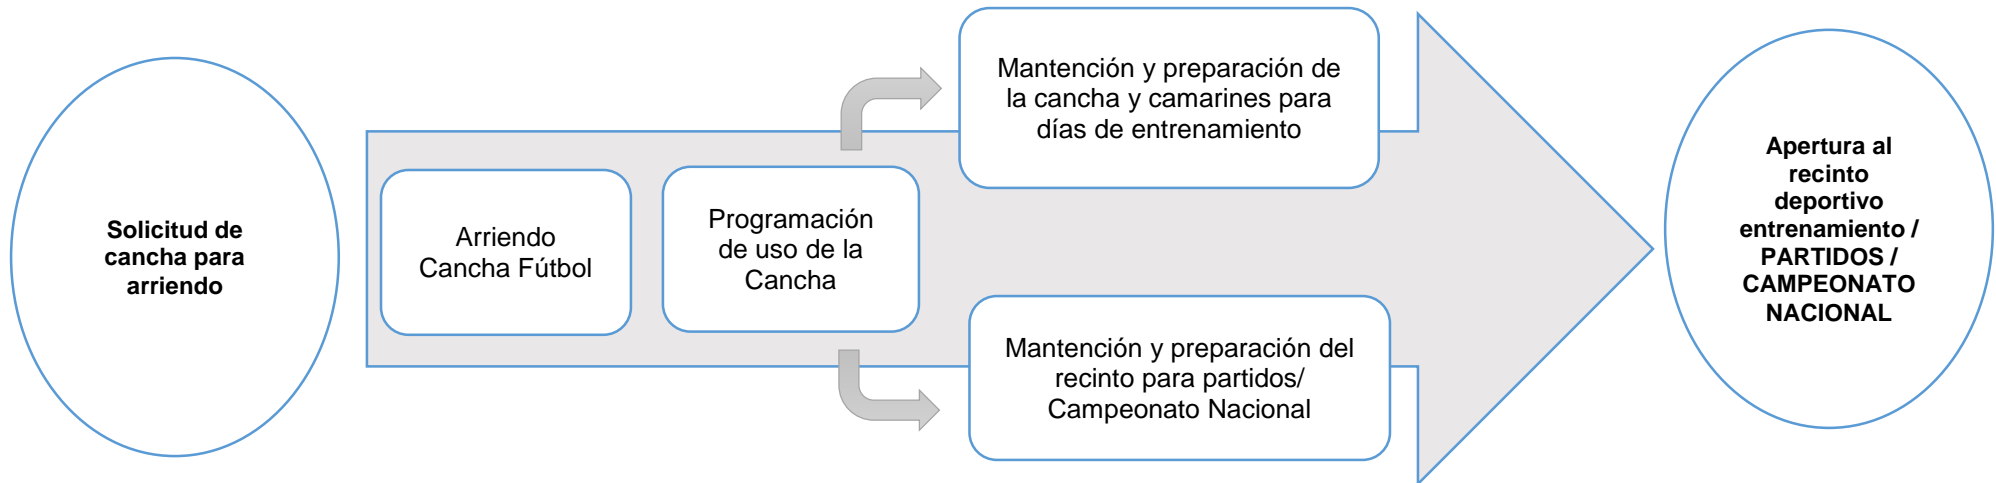 Solicitud de
cancha para
arriendo
Arriendo
Cancha Fútbol
Programación
de uso de la
Cancha
Mantención y preparación de
la cancha y camarines para
días de entrenamiento
Mantención y preparación del
recinto para partidos/
Campeonato Nacional
Apertura al
recinto
deportivo
entrenamiento /
PARTIDOS /
CAMPEONATO
NACIONAL